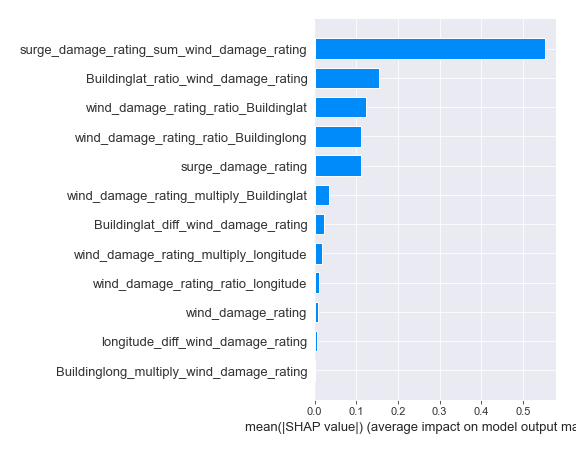 surge_damage_rating_sum_wind_damage_rating
Buildinglat_ratio_wind_damage_rating
wind_damage_rating_ratio_Buildinglat
wind_damage_rating_ratio_Buildinglong
surge_damage_rating
wind_damage_rating_multiply_Buildinglat
Buildinglat_diff_wind_damage_rating
wind_damage_rating_multiply_longitude
wind_damage_rating_ratio_longitude
wind_damage_rating
longitude_diff_wind_damage_rating
Buildinglong_multiply_wind_damage_rating
0.0 0.1 0.2 0.3 0.4 0.5
mean(|SHAP value|) (average impact on model output ma